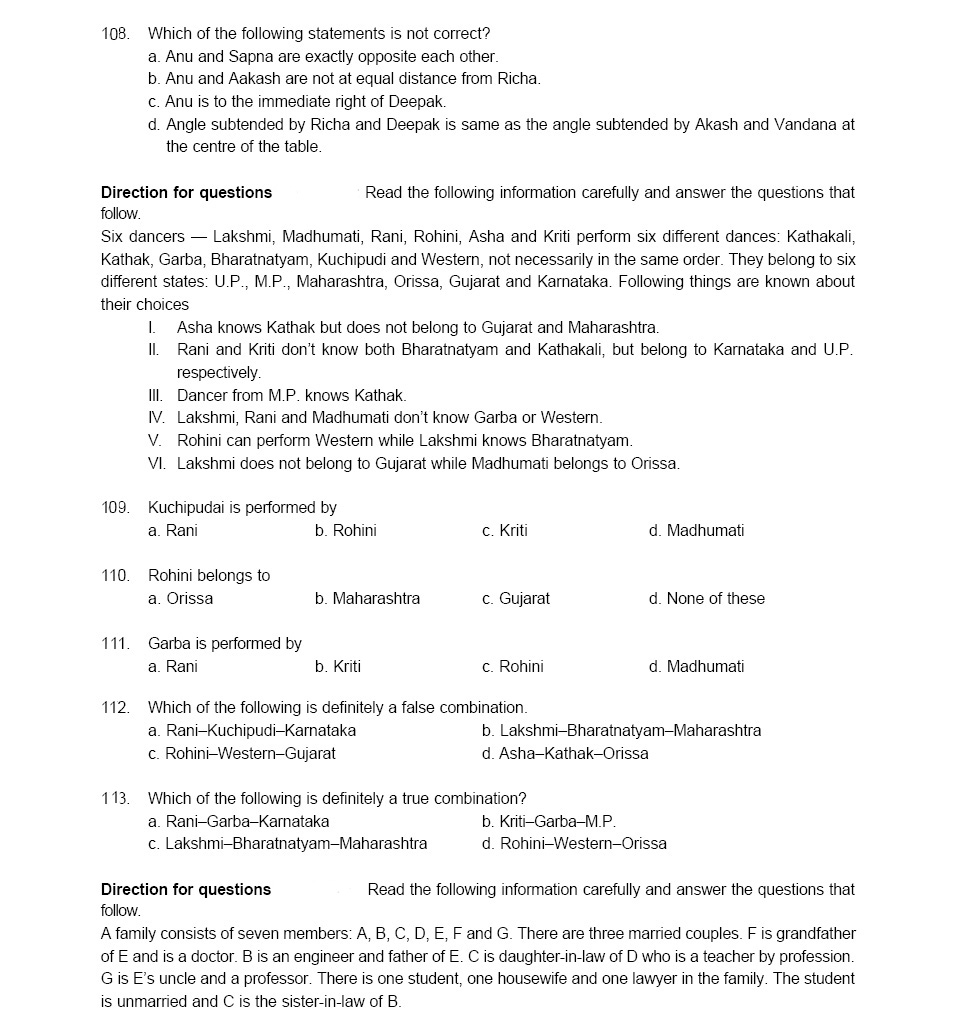 108. Which of the following statements is not correct?
a. Anu and Sapna are exactly opposite each other.
b. Anu and Aakash are not at equal distance from Richa.
c. Anu is to the immediate right of Deepak.
d. Angle subtended by Richa and Deepak is same as the angle subtended by Akash and Vandana at
the centre of the table.
Direction for questions Read the following information carefully and answer the questions that
follow.
Six dancers — Lakshmi, Madhumati, Rani, Rohini, Asha and Kriti perform six different dances: Kathakali,
Kathak, Garba, Bharatnatyam, Kuchipudi and Western, not necessarily in the same order. They belong to six
different states: U.P., M.P., Maharashtra, Orissa, Gujarat and Karnataka. Following things are known about
their choices
I. Asha knows Kathak but does not belong to Gujarat and Maharashtra.
II. Rani and Kriti don't know both Bharatnatyam and Kathakali, but belong to Karnataka and U.P.
respectively.
III. Dancer from M.P. knows Kathak.
IV. Lakshmi, Rani and Madhumati don't know Garba or Western.
V. Rohini can perform Western while Lakshmi knows Bharatnatyam.
VI. Lakshmi does not belong to Gujarat while Madhumati belongs to Orissa.
109. Kuchipudai is performed by
a. Rani b. Rohini c. Kriti d. Madhumati
110. Rohini belongs to
a. Orissa b. Maharashtra c. Gujarat d. None of these
111. Garba is performed by
a. Rani b. Kriti c. Rohini d. Madhumati
112. Which of the following is definitely a false combination.
a. Rani–Kuchipudi–Karnataka b. Lakshmi–Bharatnatyam–Maharashtra
c. Rohini–Western–Gujarat d. Asha–Kathak–Orissa
113. Which of the following is definitely a true combination?
a. Rani–Garba–Karnataka b. Kriti–Garba–M.P.
c. Lakshmi–Bharatnatyam–Maharashtra d. Rohini–Western–Orissa
Direction for questions Read the following information carefully and answer the questions that
follow.
A family consists of seven members: A, B, C, D, E, F and G. There are three married couples. F is grandfather
of E and is a doctor. B is an engineer and father of E. C is daughter-in-law of D who is a teacher by profession.
G is E's uncle and a professor. There is one student, one housewife and one lawyer in the family. The student
is unmarried and C is the sister-in-law of B.